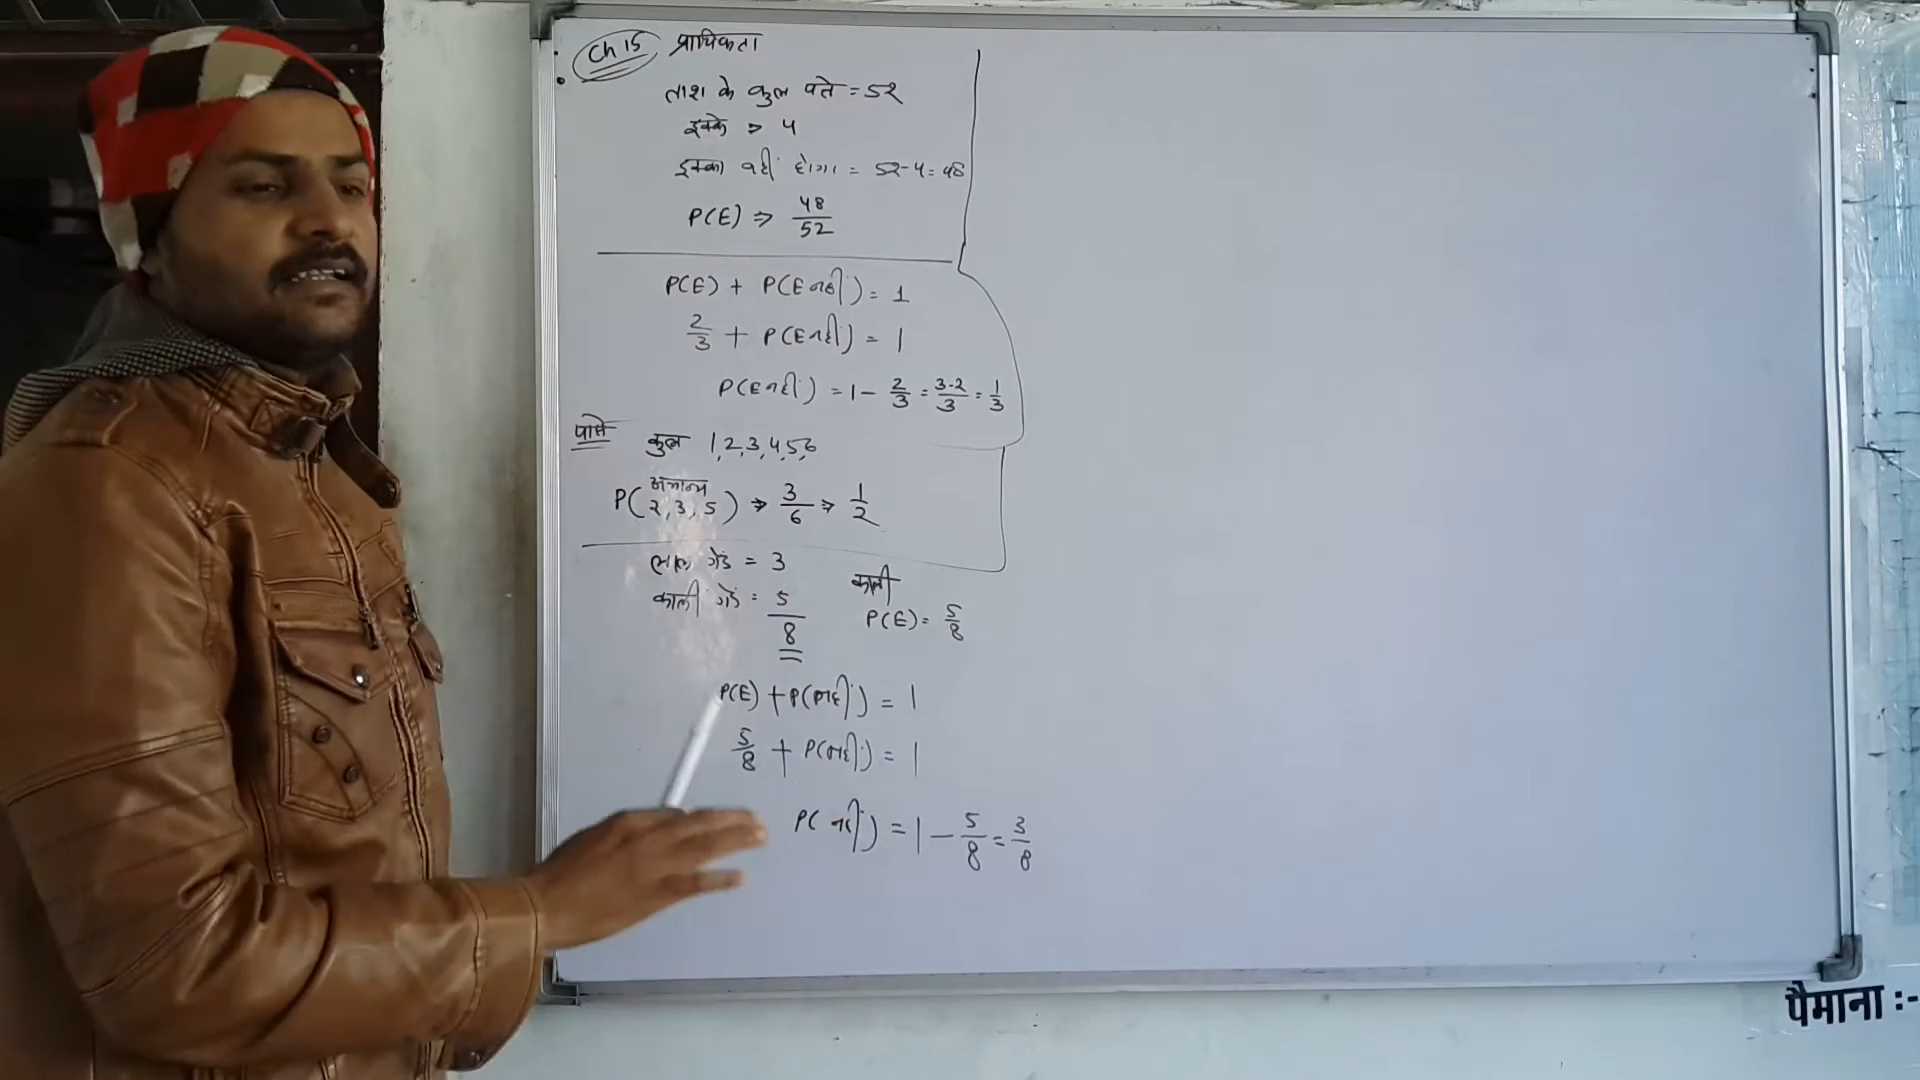 Ch 15 प्रायिकता
ताश के कुल पत्ते = 52
इक्के ⇒ 4
इक्का नहीं होगा = 52-4=48
P(E) ⇒ 48/52
P(E) + P(E नहीं) = 1
2/3 + P(E नहीं) = 1
P(E नहीं) = 1 - 2/3 = 3-2/3 = 1/3
पासे कुल 1,2,3,4,5,6
P(अभाज्य 2,3,5) ⇒ 3/6 ⇒ 1/2
लाल गेंदें = 3
काली गेंदें = 5
8
काली
P(E) = 5/8
P(E) + P(नहीं) = 1
5/8 + P(नहीं) = 1
P(नहीं) = 1 - 5/8 = 3/8
पैमाना :-